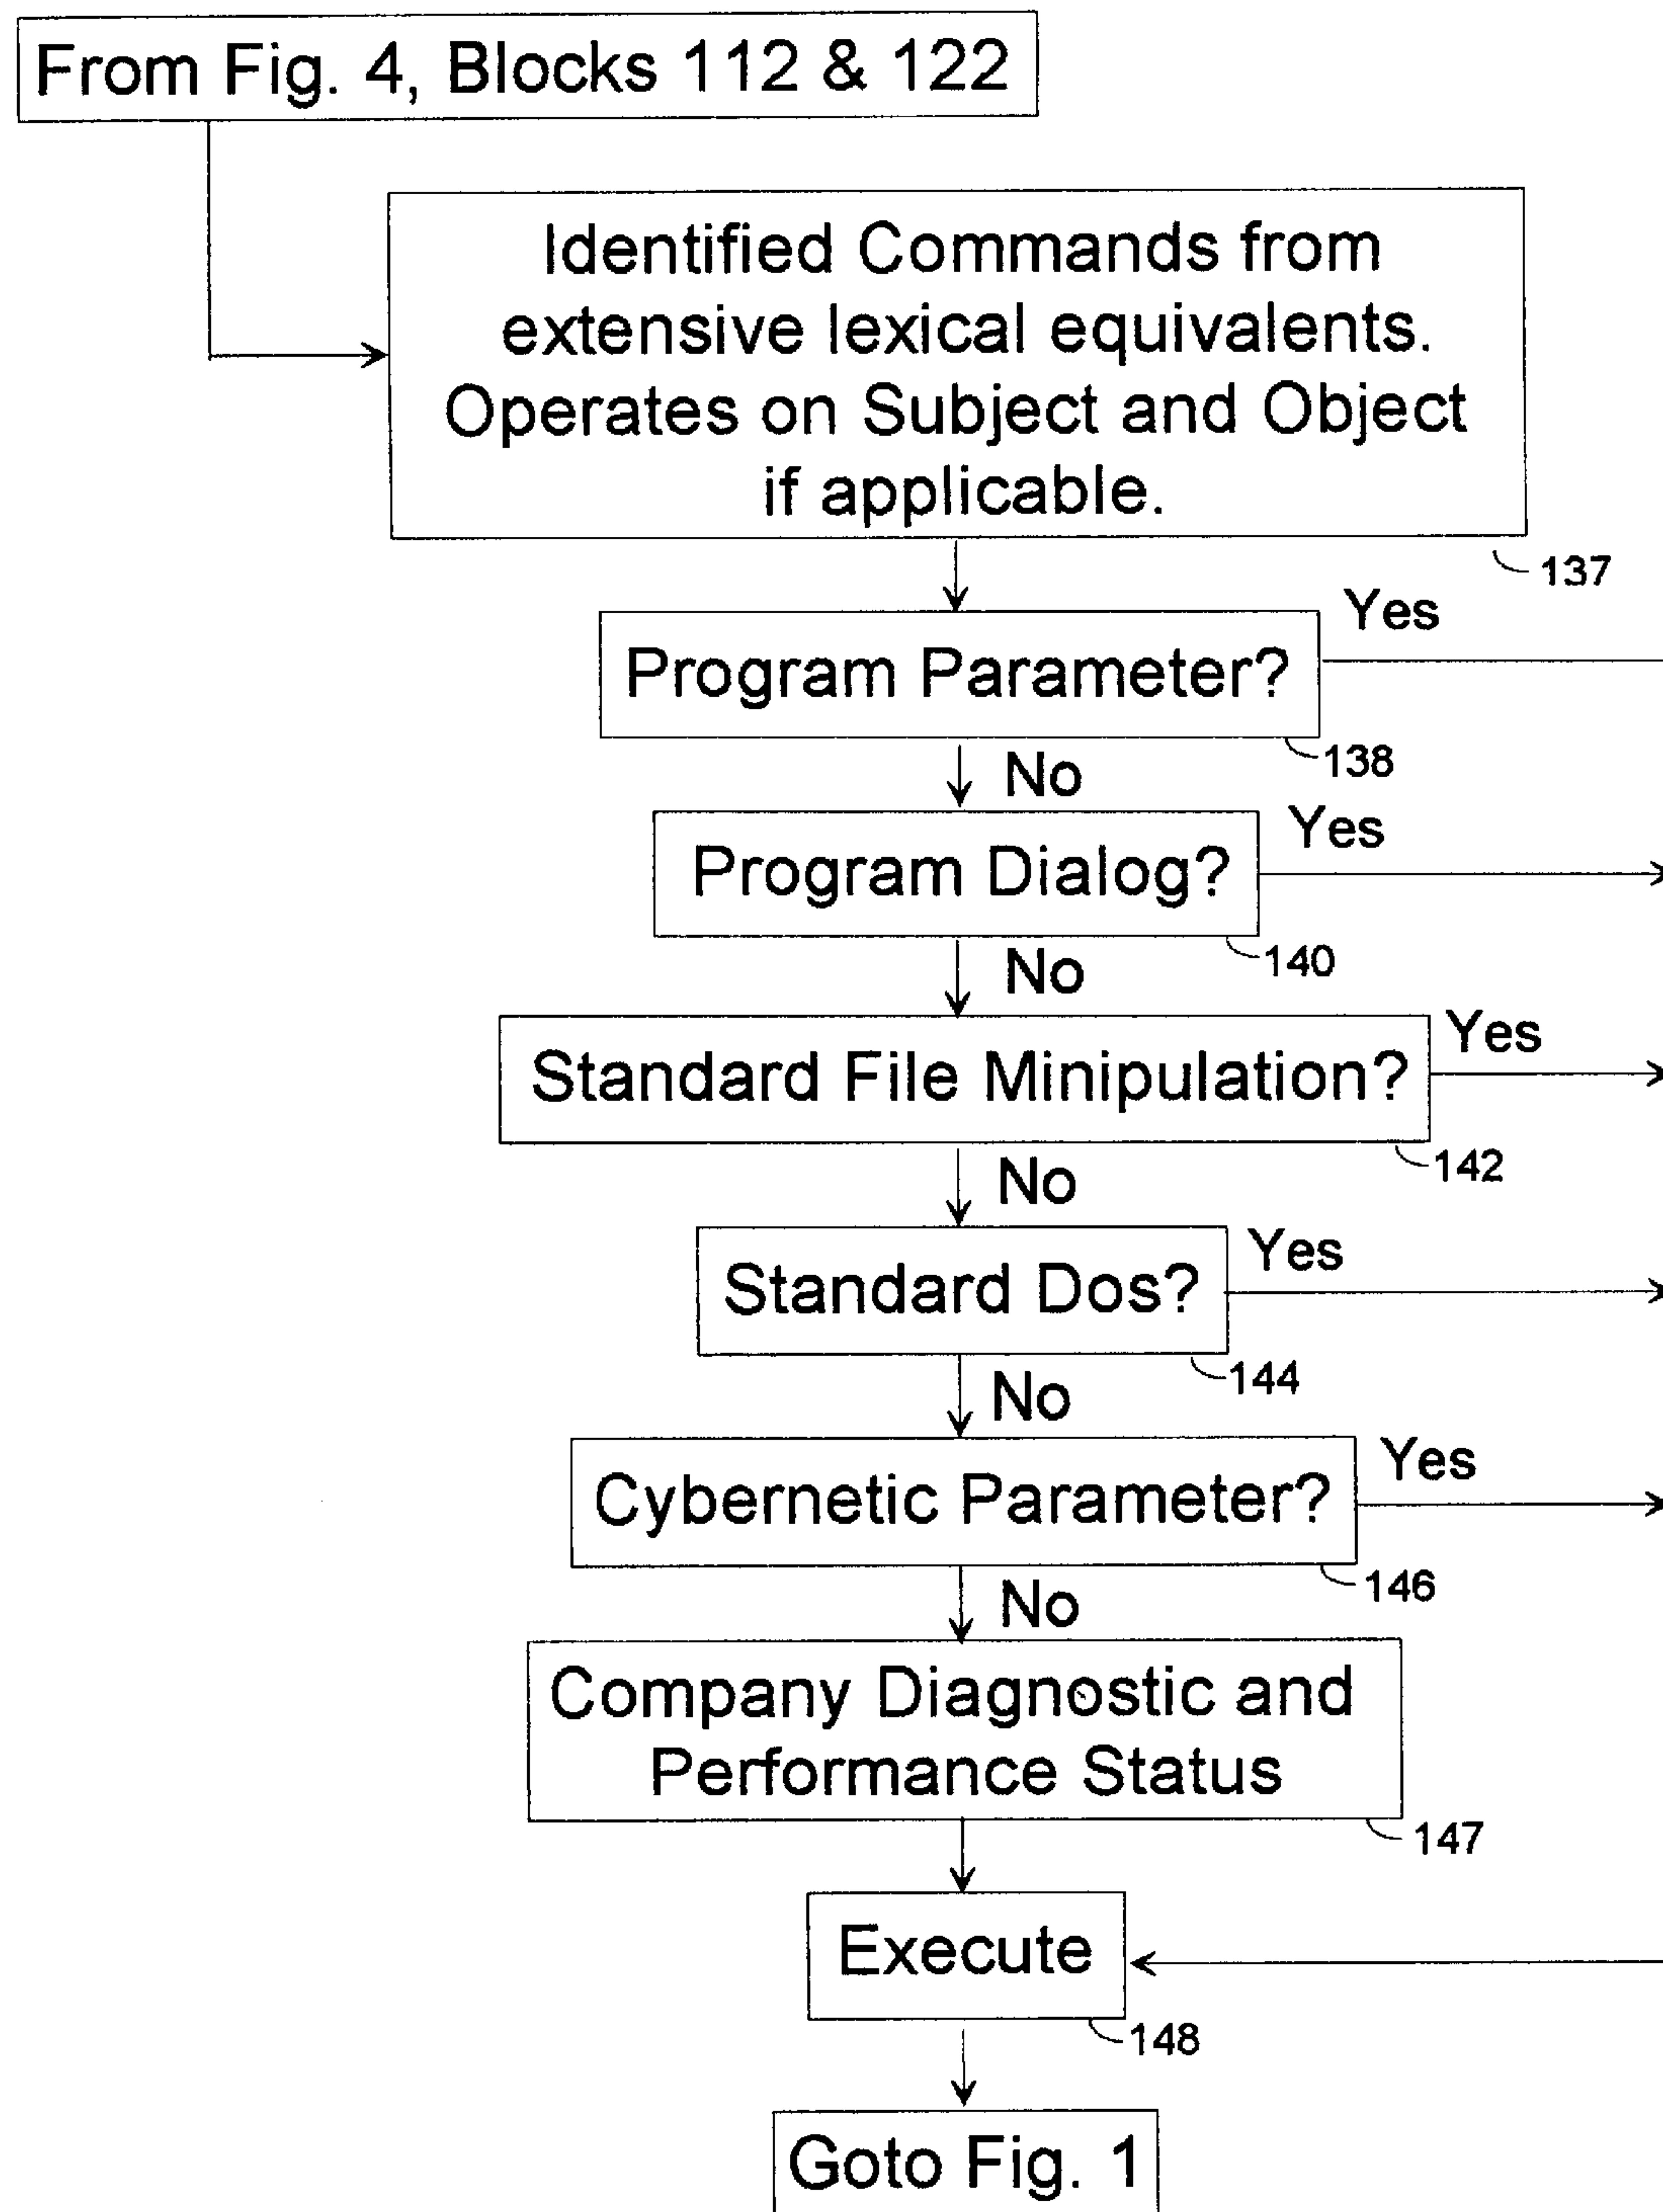 From Fig. 4, Blocks 112 & 122
Identified Commands from
extensive lexical equivalents.
Operates on Subject and Object
if applicable.
137
Yes
Program Parameter?
138
No
Yes
Program Dialog?
140
No
Yes
Standard File Minipulation?
142
No
Yes
Standard Dos?
144
No
Yes
Cybernetic Parameter?
146
No
Company Diagnostic and
Performance Status
147
Execute
148
Goto Fig. 1